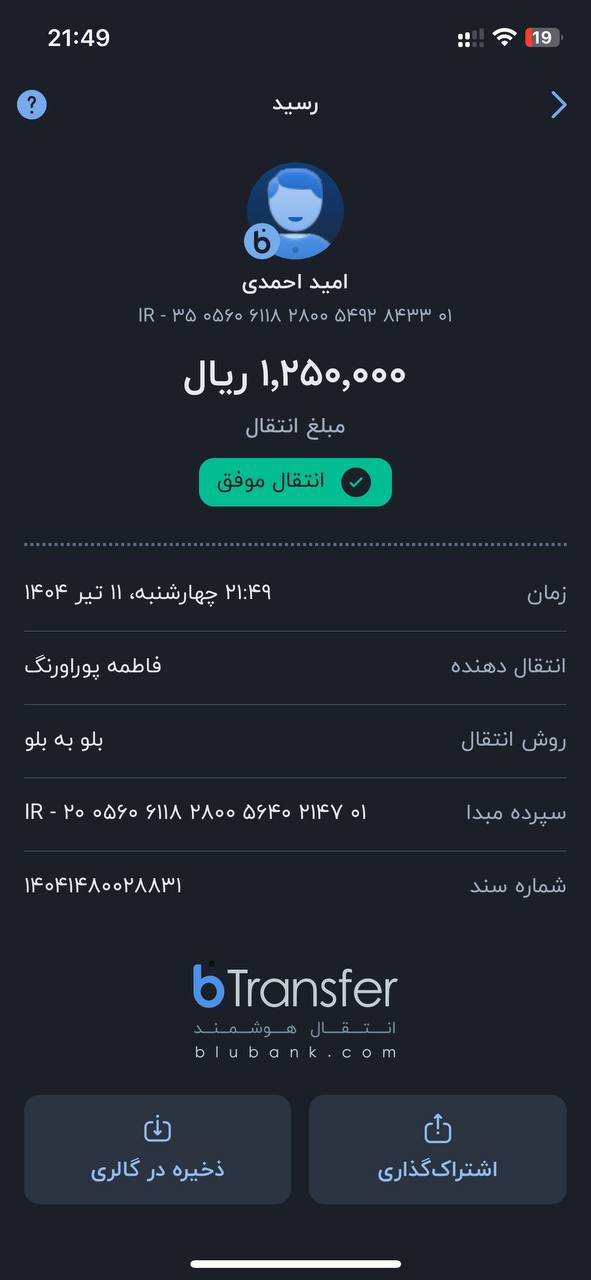 21:49
19
رسید
امید احمدی
IR - ۳۵ ۰۵۶۰ ۶۱۱۸ ۲۸۰۰ ۵۴۹۲ ۸۴۳۳ ۰۱
۱,۲۵۰,۰۰۰ ریال
مبلغ انتقال
انتقال موفق
زمان ۲۱:۴۹ چهارشنبه، ۱۱ تیر ۱۴۰۴
انتقال دهنده فاطمه پوراورنگ
روش انتقال بلو به بلو
سپرده مبدا IR - ۲۰ ۰۵۶۰ ۶۱۱۸ ۲۸۰۰ ۵۶۴۰ ۲۱۴۷ ۰۱
شماره سند ۱۴۰۴۱۴۸۰۰۲۸۸۳۱
bTransfer
انـتـقـال هـوشـمـنـد
blubank.com
اشتراک‌گذاری
ذخیره در گالری